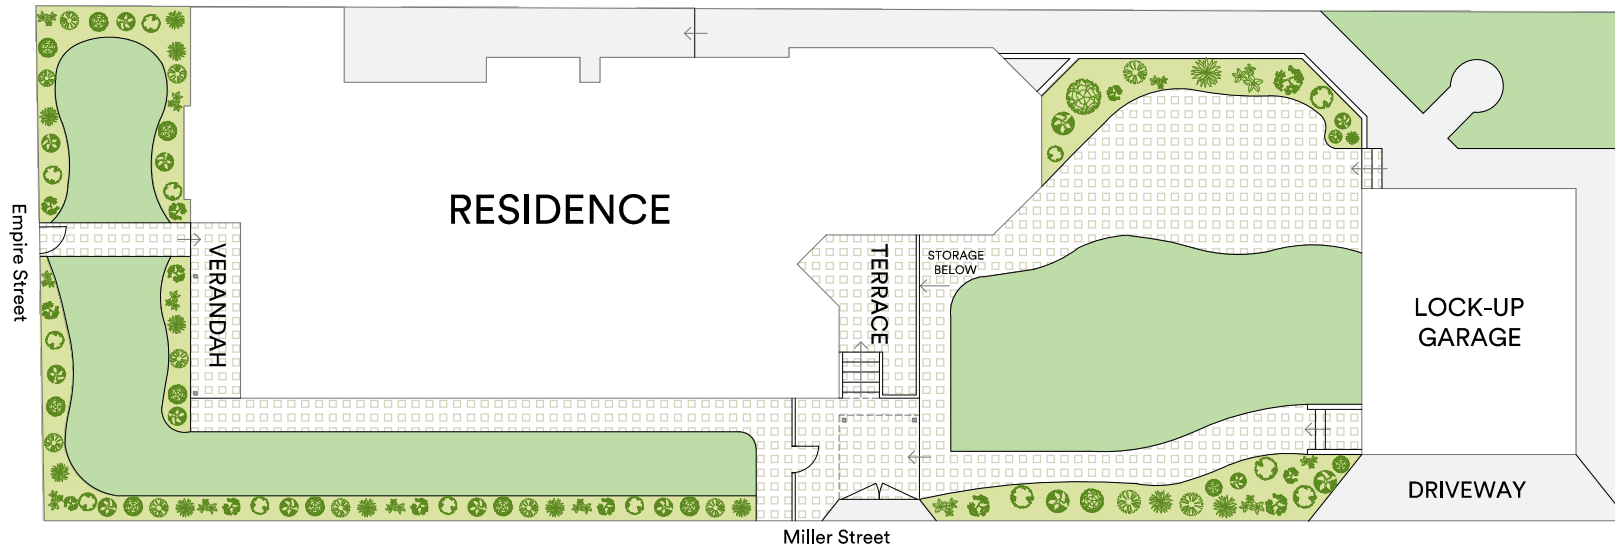 RESIDENCE
Empire Street
VERANDAH
TERRACE
STORAGE
BELOW
LOCK-UP
GARAGE
DRIVEWAY
Miller Street